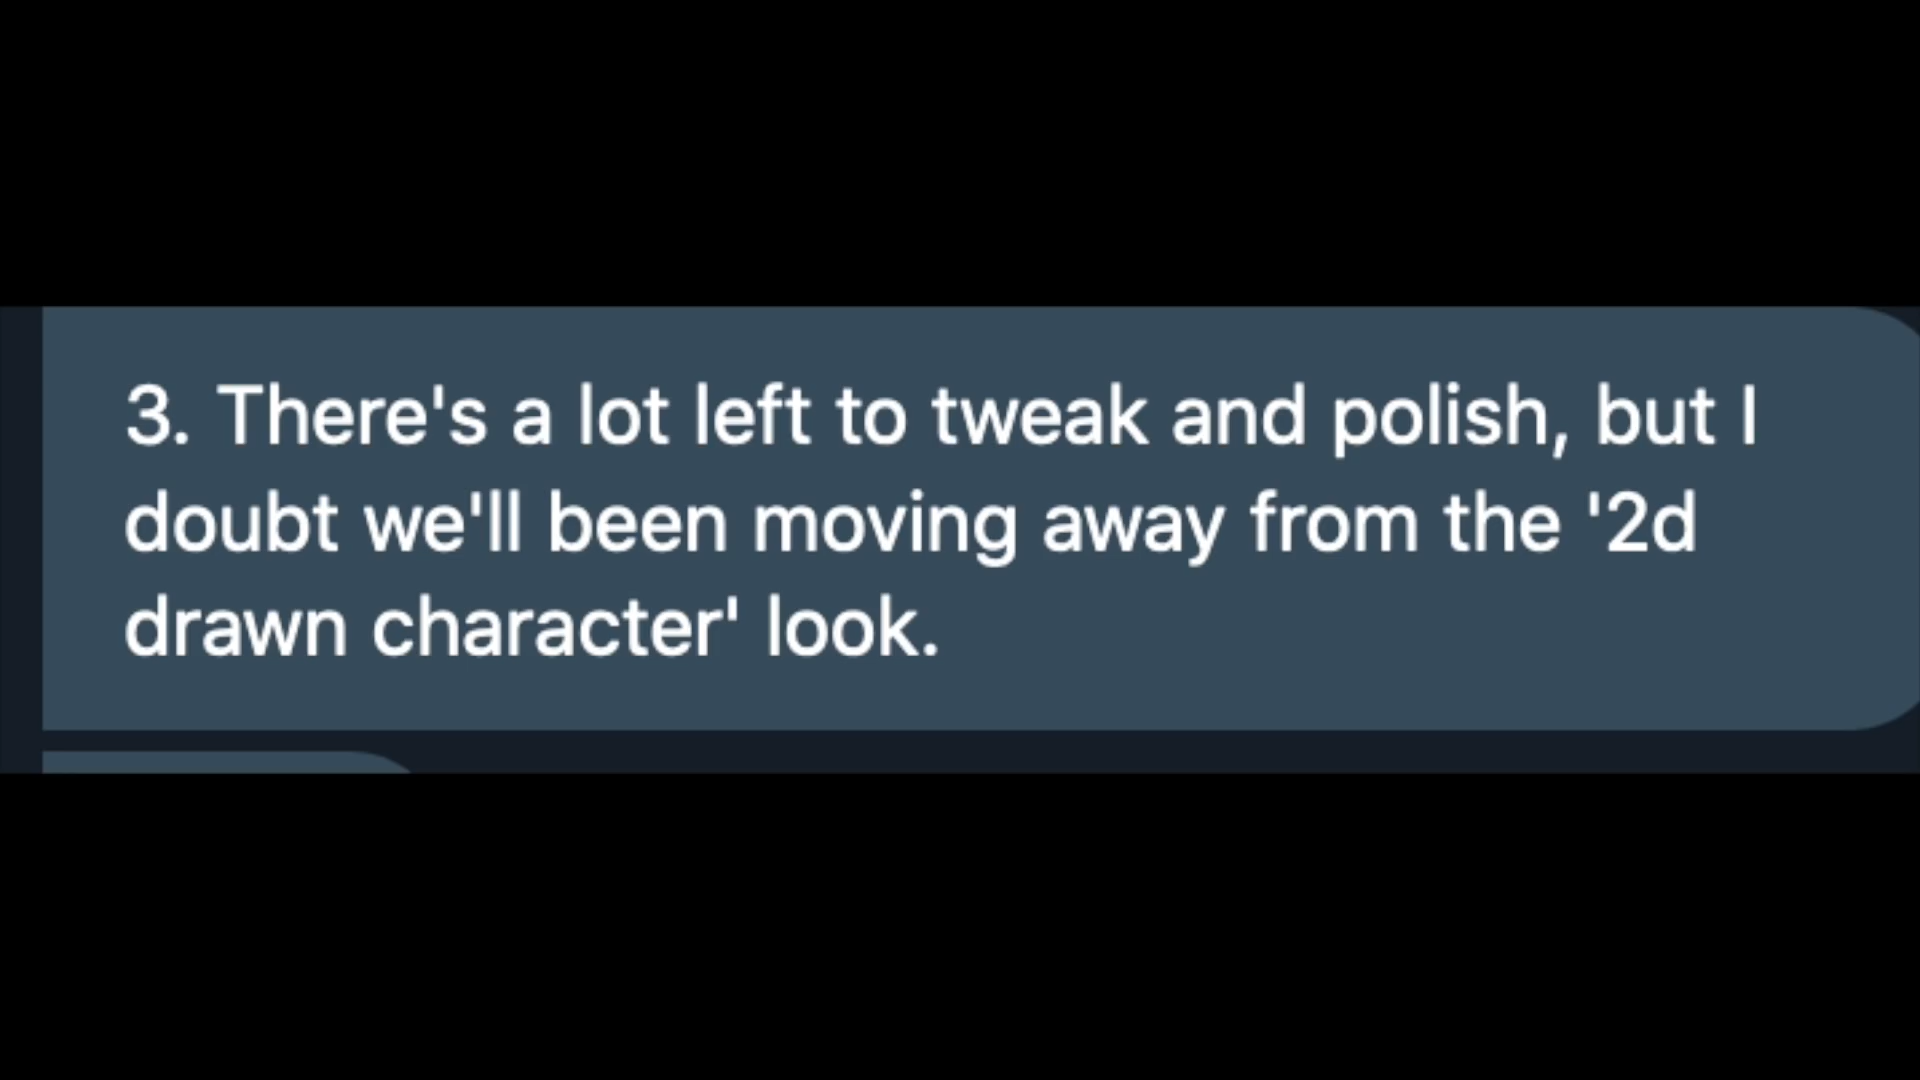 3. There's a lot left to tweak and polish, but I
doubt we'll been moving away from the '2d
drawn character' look.